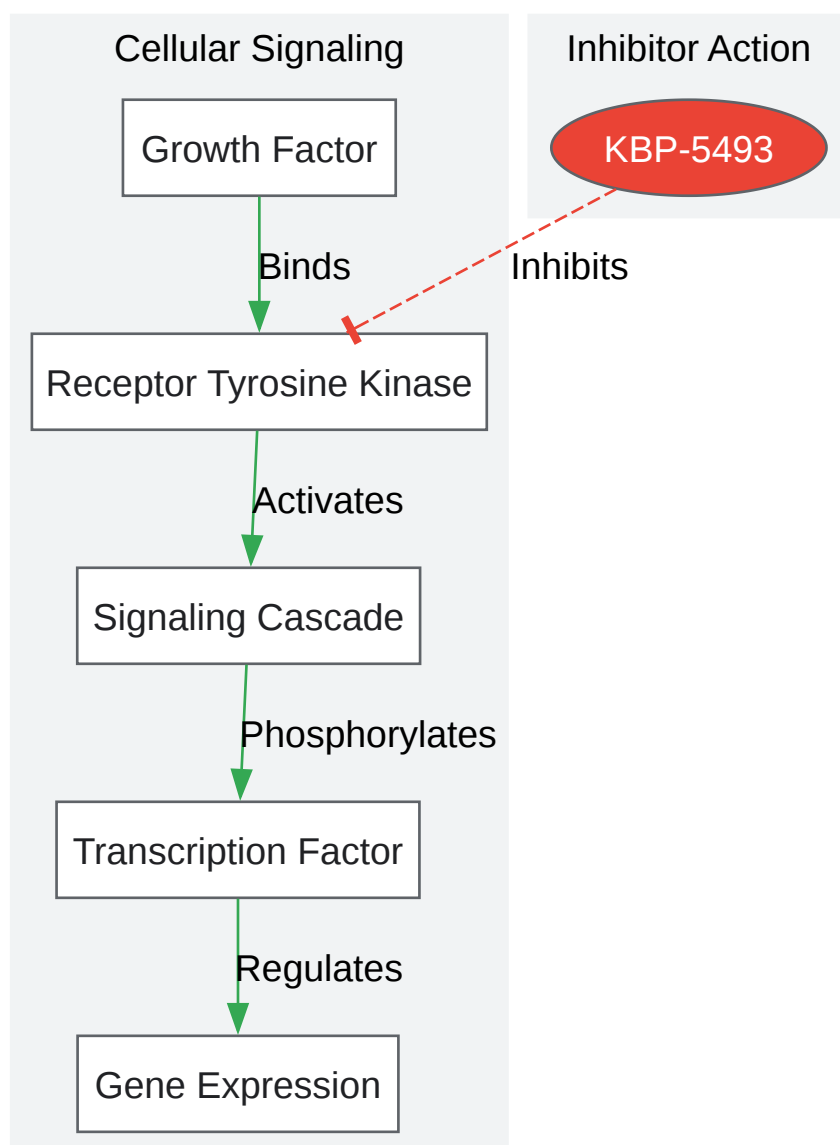 Cellular Signaling
Inhibitor Action
Growth Factor
KBP-5493
Binds
Inhibits
Receptor Tyrosine Kinase
Activates
Signaling Cascade
Phosphorylates
Transcription Factor
Regulates
Gene Expression